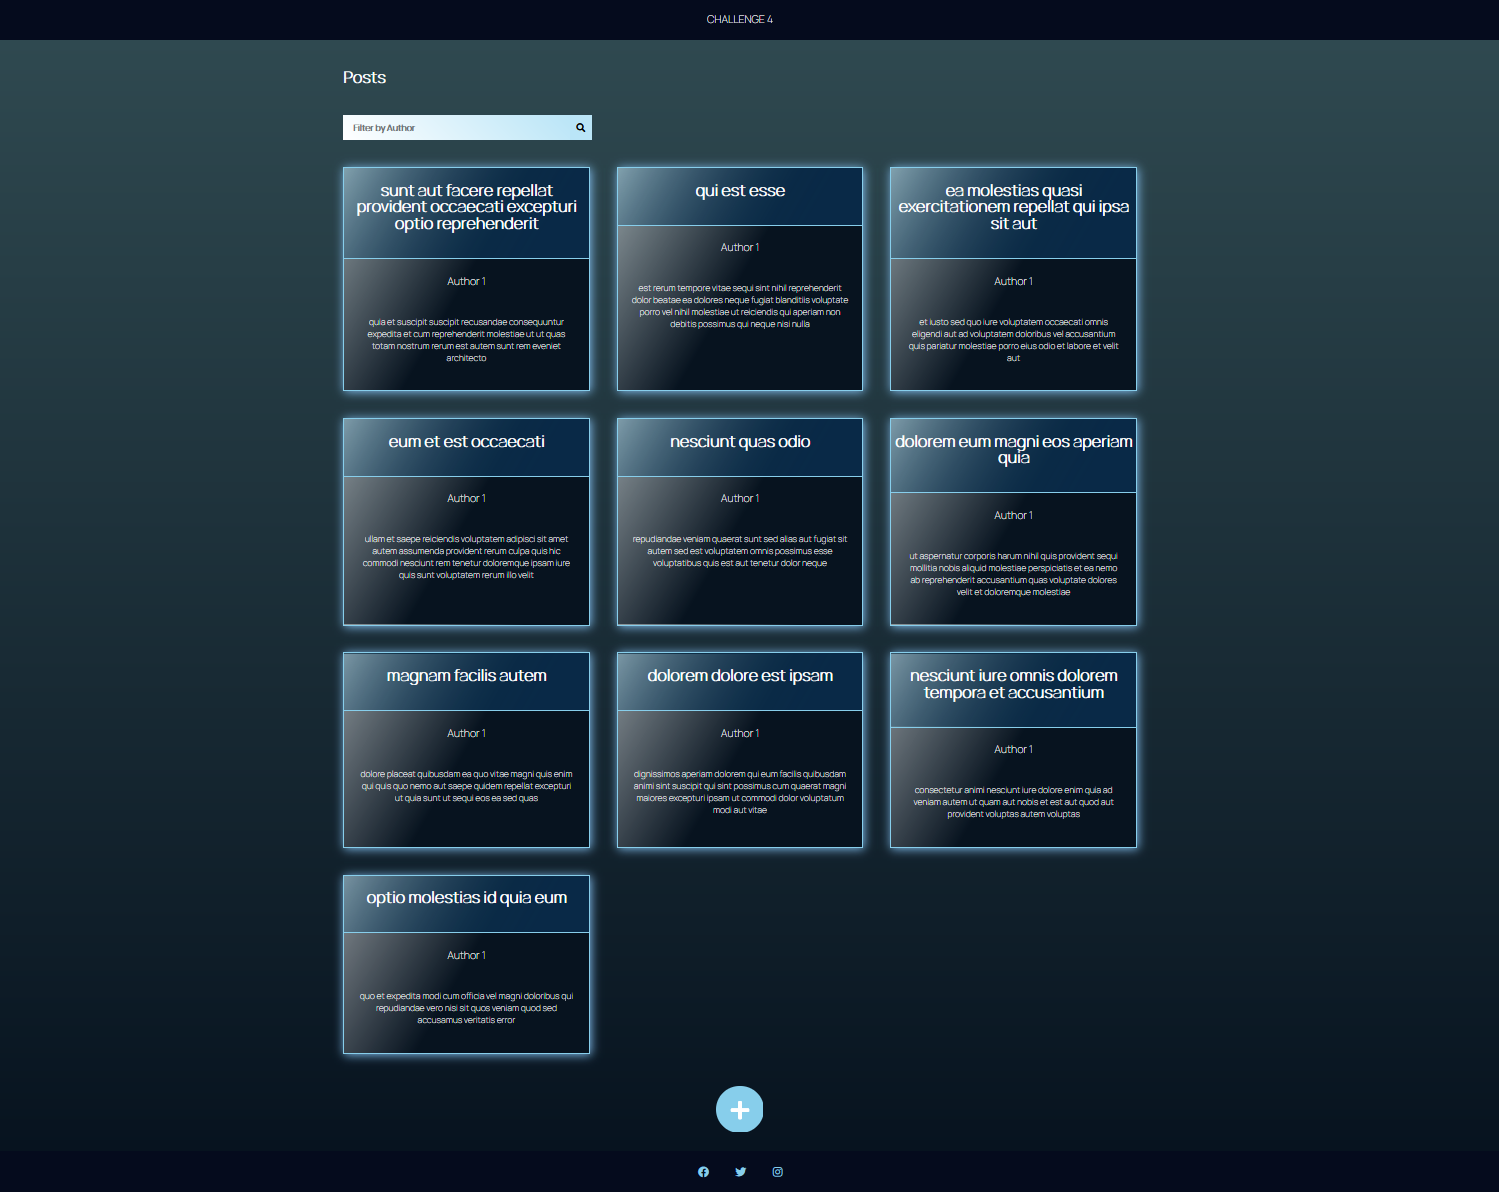 CHALLENGE 4
Posts
Filter by Author
sunt aut facere repellat
provident occaecati excepturi
optio reprehenderit
Author 1
quia et suscipit suscipit recusandae consequuntur
expedita et cum reprehenderit molestiae ut ut quas
totam nostrum rerum est autem sunt rem eveniet
architecto
qui est esse
Author 1
est rerum tempore vitae sequi sint nihil reprehenderit
dolor beatae ea dolores neque fugiat blanditiis voluptate
porro vel nihil molestiae ut reiciendis qui aperiam non
debitis possimus qui neque nisi nulla
ea molestias quasi
exercitationem repellat qui ipsa
sit aut
Author 1
et iusto sed quo iure voluptatem occaecati omnis
eligendi aut ad voluptatem doloribus vel accusantium
quis pariatur molestiae porro eius odio et labore et velit
aut
eum et est occaecati
Author 1
ullam et saepe reiciendis voluptatem adipisci sit amet
autem assumenda provident rerum culpa quis hic
commodi nesciunt rem tenetur doloremque ipsam iure
quis sunt voluptatem rerum illo velit
nesciunt quas odio
Author 1
repudiandae veniam quaerat sunt sed alias aut fugiat sit
autem sed est voluptatem omnis possimus esse
voluptatibus quis est aut tenetur dolor neque
dolorem eum magni eos aperiam
quia
Author 1
ut aspernatur corporis harum nihil quis provident sequi
mollitia nobis aliquid molestiae perspiciatis et ea nemo
ab reprehenderit accusantium quas voluptate dolores
velit et doloremque molestiae
magnam facilis autem
Author 1
dolore placeat quibusdam ea quo vitae magni quis enim
qui quis quo nemo aut saepe quidem repellat excepturi
ut quia sunt ut sequi eos ea sed quas
dolorem dolore est ipsam
Author 1
dignissimos aperiam dolorem qui eum facilis quibusdam
animi sint suscipit qui sint possimus cum quaerat magni
maiores excepturi ipsam ut commodi dolor voluptatum
modi aut vitae
nesciunt iure omnis dolorem
tempora et accusantium
Author 1
consectetur animi nesciunt iure dolore enim quia ad
veniam autem ut quam aut nobis et est aut quod aut
provident voluptas autem voluptas
optio molestias id quia eum
Author 1
quo et expedita modi cum officia vel magni doloribus qui
repudiandae vero nisi sit quos veniam quod sed
accusamus veritatis error